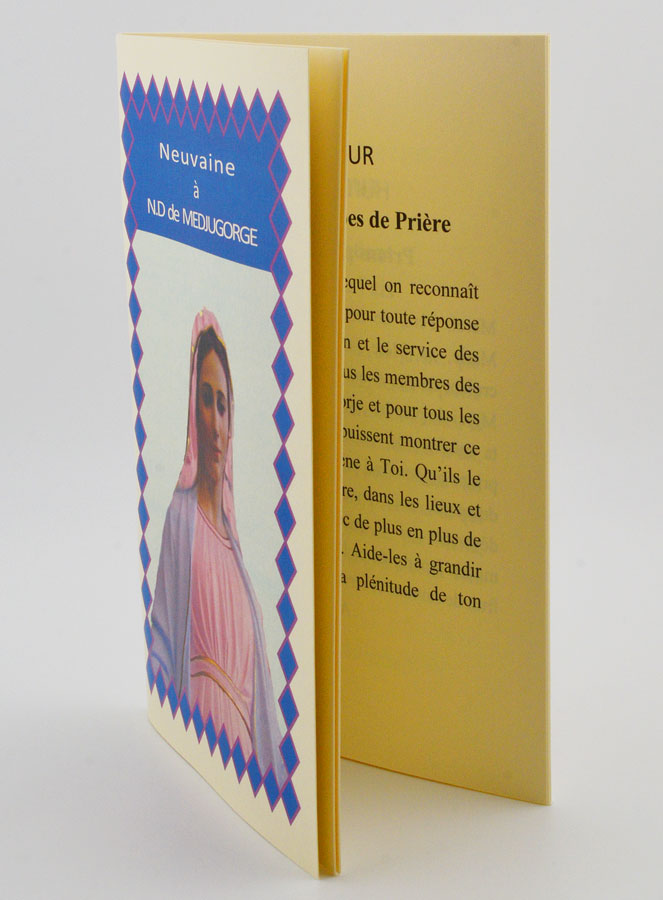 Neuvaine
à
N.D de MEDJUGORGE
UR
es de Prière
equel on reconnaît
pour toute réponse
n et le service des
us les membres des
orje et pour tous les
puissent montrer ce
ène à Toi. Qu'ils le
re, dans les lieux et
c de plus en plus de
. Aide-les à grandir
a plénitude de ton